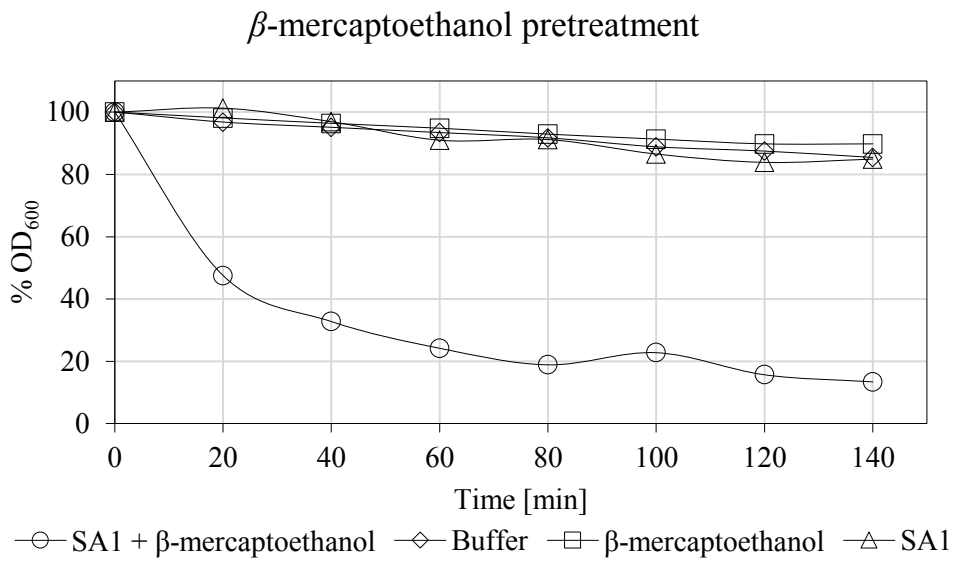 β-mercaptoethanol pretreatment
100
80
60
40
20
0
% OD600
0 20 40 60 80 100 120 140
Time [min]
SA1 + β-mercaptoethanol Buffer β-mercaptoethanol SA1